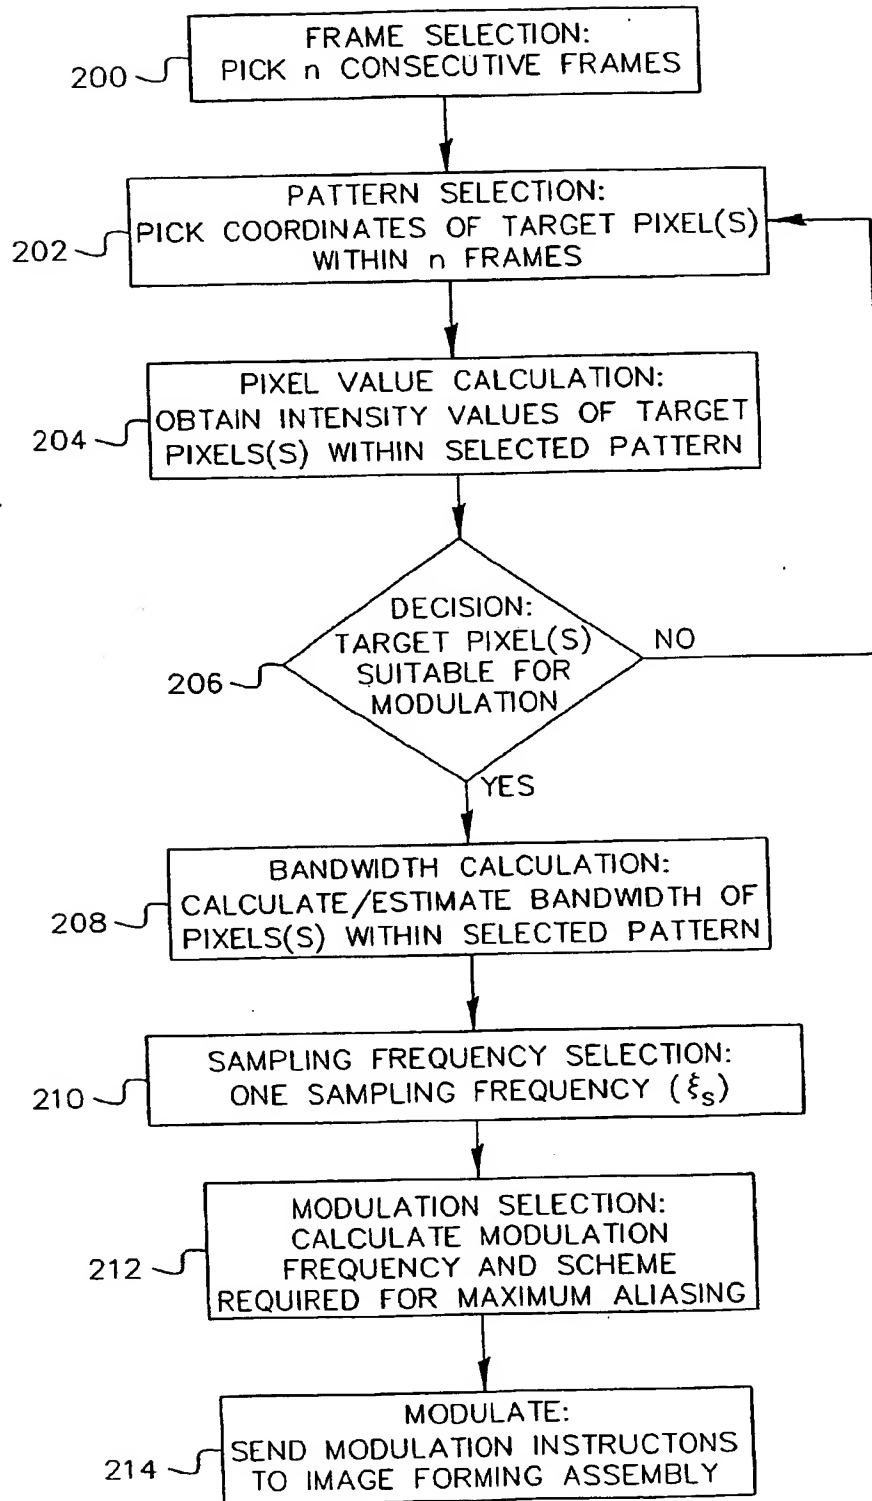 FRAME SELECTION:
PICK n CONSECUTIVE FRAMES
200
PATTERN SELECTION:
PICK COORDINATES OF TARGET PIXEL(S)
WITHIN n FRAMES
202
PIXEL VALUE CALCULATION:
OBTAIN INTENSITY VALUES OF TARGET
PIXELS(S) WITHIN SELECTED PATTERN
204
DECISION:
TARGET PIXEL(S)
SUITABLE FOR
MODULATION
206
NO
YES
BANDWIDTH CALCULATION:
CALCULATE/ESTIMATE BANDWIDTH OF
PIXELS(S) WITHIN SELECTED PATTERN
208
SAMPLING FREQUENCY SELECTION:
ONE SAMPLING FREQUENCY (ξs)
210
MODULATION SELECTION:
CALCULATE MODULATION
FREQUENCY AND SCHEME
REQUIRED FOR MAXIMUM ALIASING
212
MODULATE:
SEND MODULATION INSTRUCTONS
TO IMAGE FORMING ASSEMBLY
214